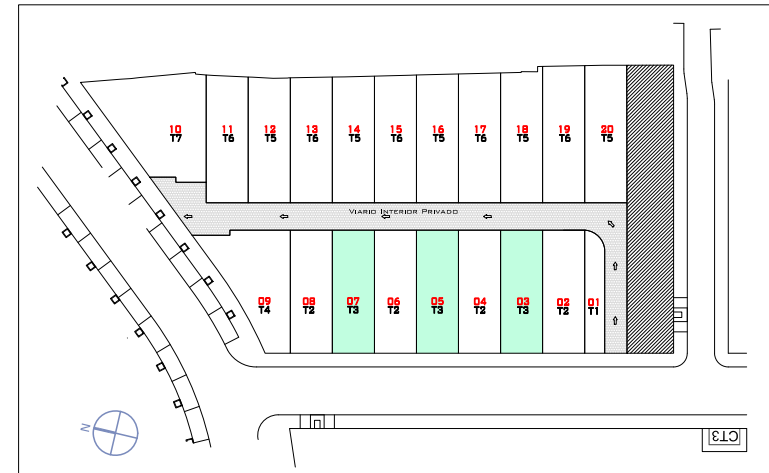 10 11 12 13 14 15 16 17 18 19 20
T7 T6 T5 T6 T5 T6 T5 T6 T5 T6 T5
Viario Interior Privado
09 08 07 06 05 04 03 02 01
T4 T2 T3 T2 T3 T2 T3 T2 T1
N
CT3